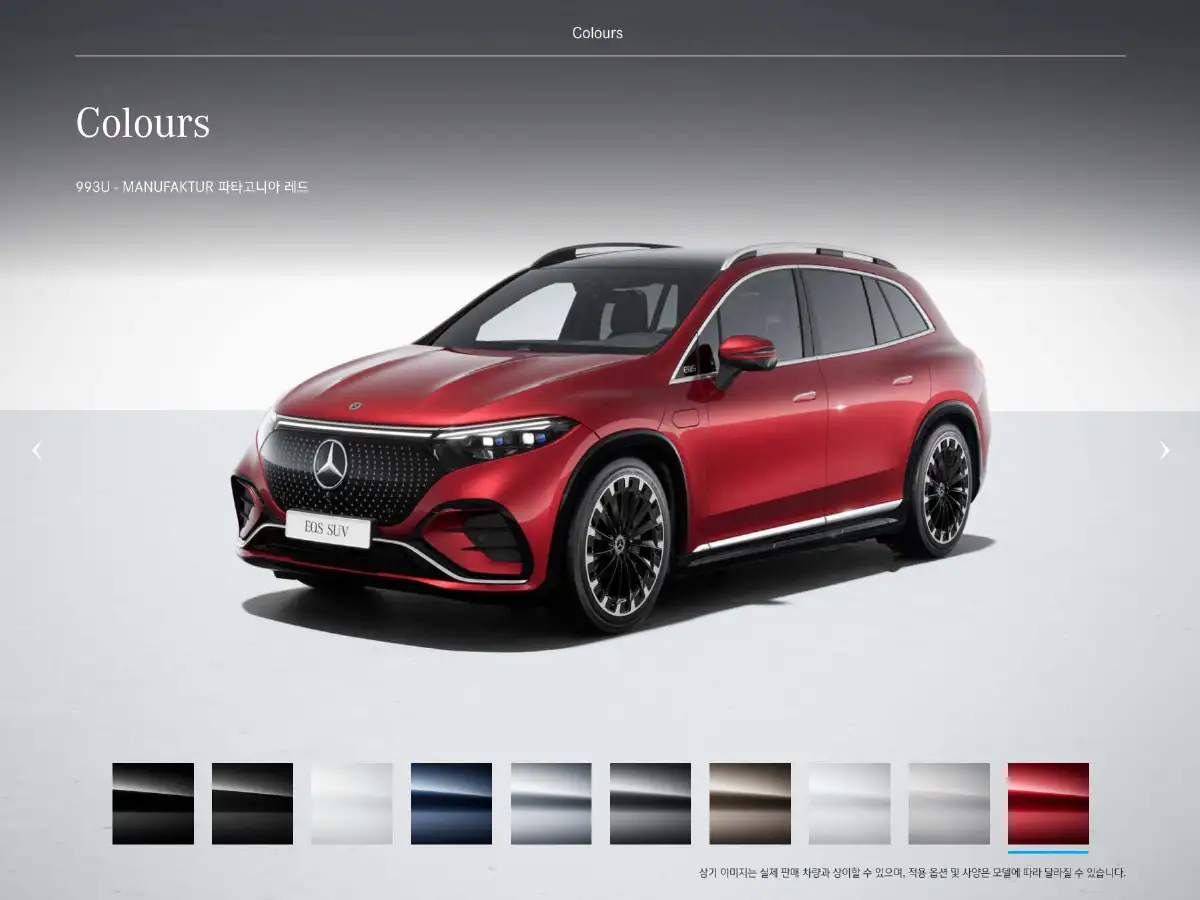 Colours
Colours
993U - MANUFAKTUR 파타고니아 레드
EQS
EQS SUV
상기 이미지는 실제 판매 차량과 상이할 수 있으며, 적용 옵션 및 사양은 모델에 따라 달라질 수 있습니다.